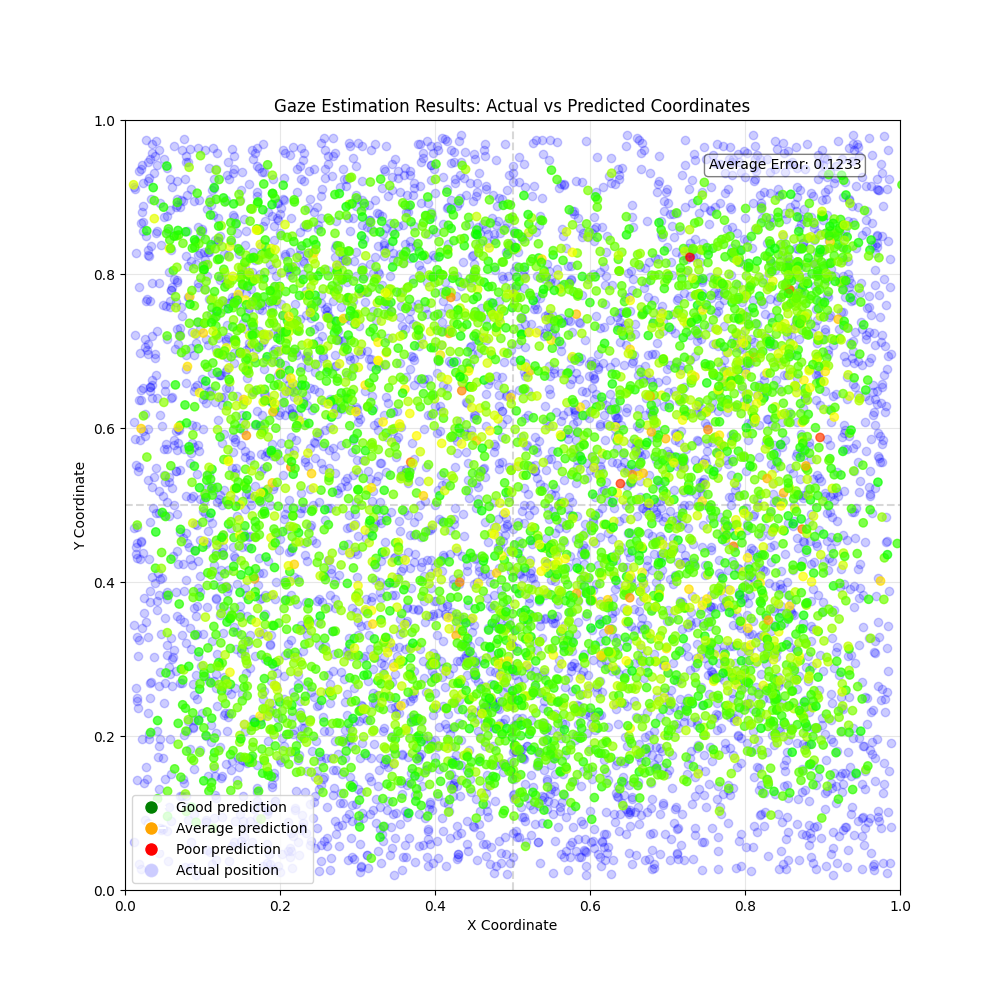 Gaze Estimation Results: Actual vs Predicted Coordinates
Average Error: 0.1233
Y Coordinate
1.0
0.8
0.6
0.4
0.2
0.0
Good prediction
Average prediction
Poor prediction
Actual position
0.0 0.2 0.4 0.6 0.8 1.0
X Coordinate